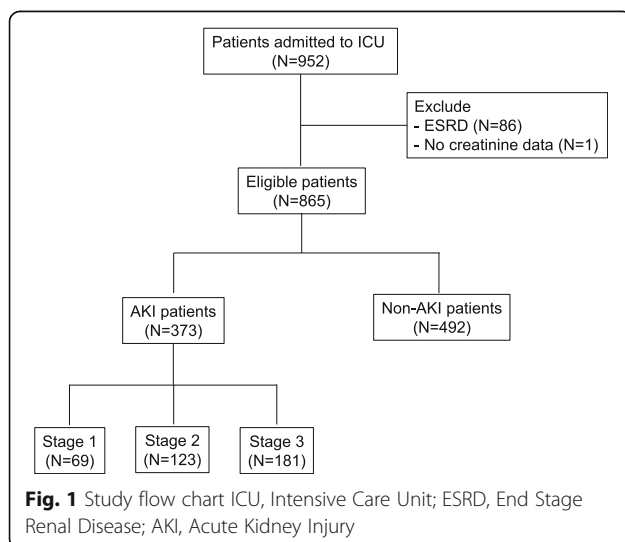 Patients admitted to ICU
(N=952)
Exclude
- ESRD (N=86)
- No creatinine data (N=1)
Eligible patients
(N=865)
AKI patients
(N=373)
Non-AKI patients
(N=492)
Stage 1
(N=69)
Stage 2
(N=123)
Stage 3
(N=181)
Fig. 1 Study flow chart ICU, Intensive Care Unit; ESRD, End Stage
Renal Disease; AKI, Acute Kidney Injury